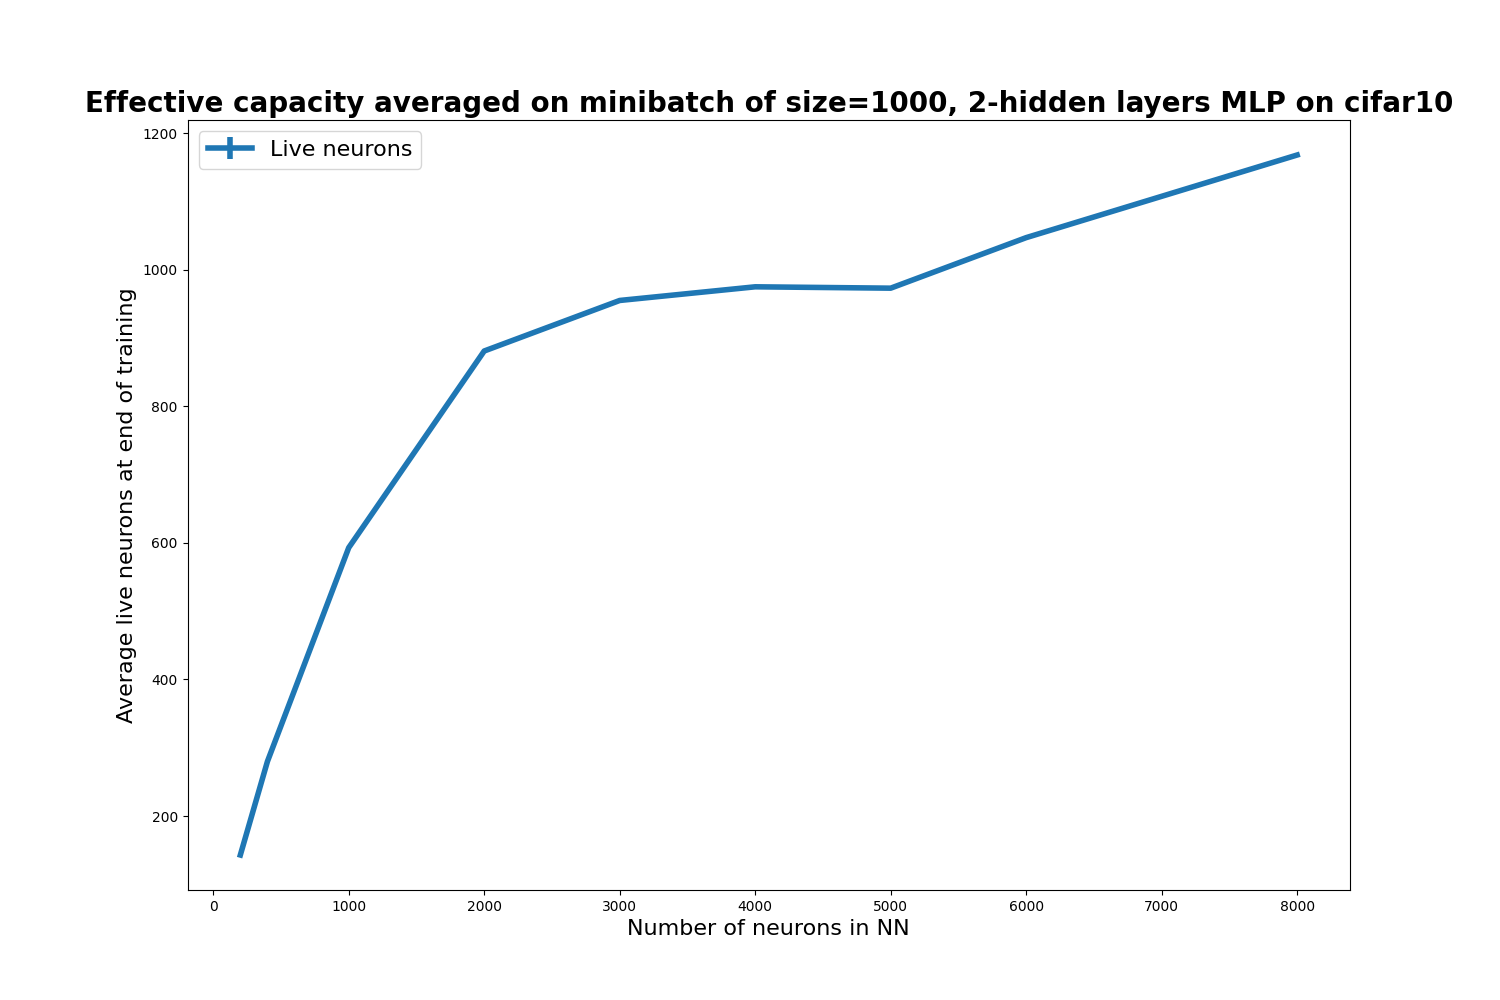 Effective capacity averaged on minibatch of size=1000, 2-hidden layers MLP on cifar10
Live neurons
Average live neurons at end of training
1200
1000
800
600
400
200
0 1000 2000 3000 4000 5000 6000 7000 8000
Number of neurons in NN